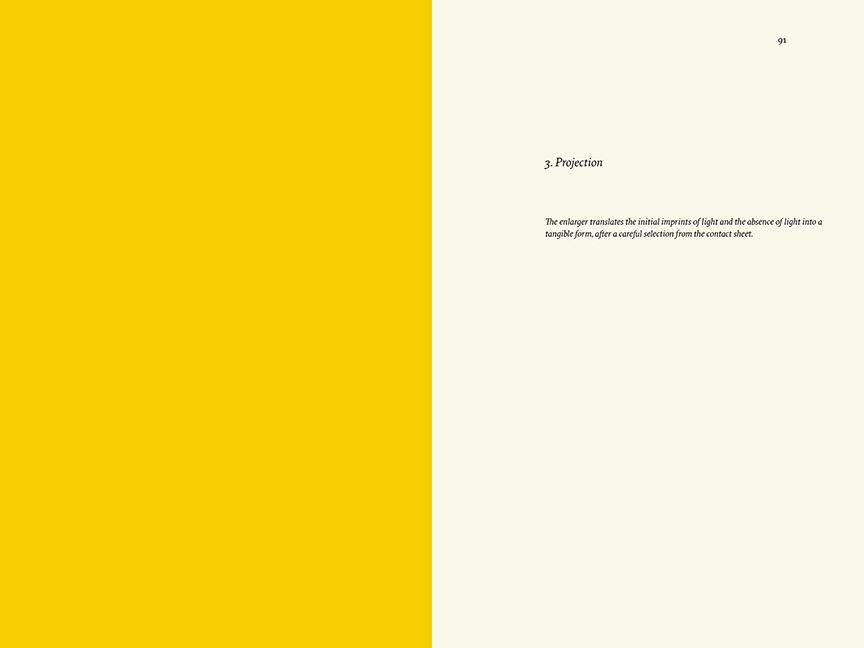 91
3. Projection
The enlarger translates the initial imprints of light and the absence of light into a
tangible form, after a careful selection from the contact sheet.